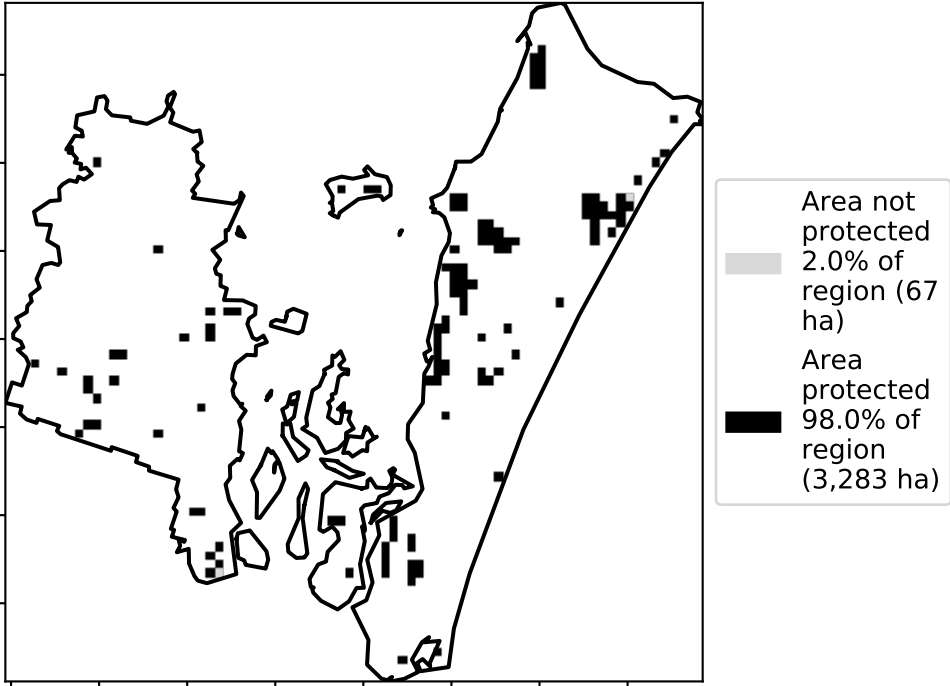 Area not
protected
2.0% of
region (67
ha)
Area
protected
98.0% of
region
(3,283 ha)